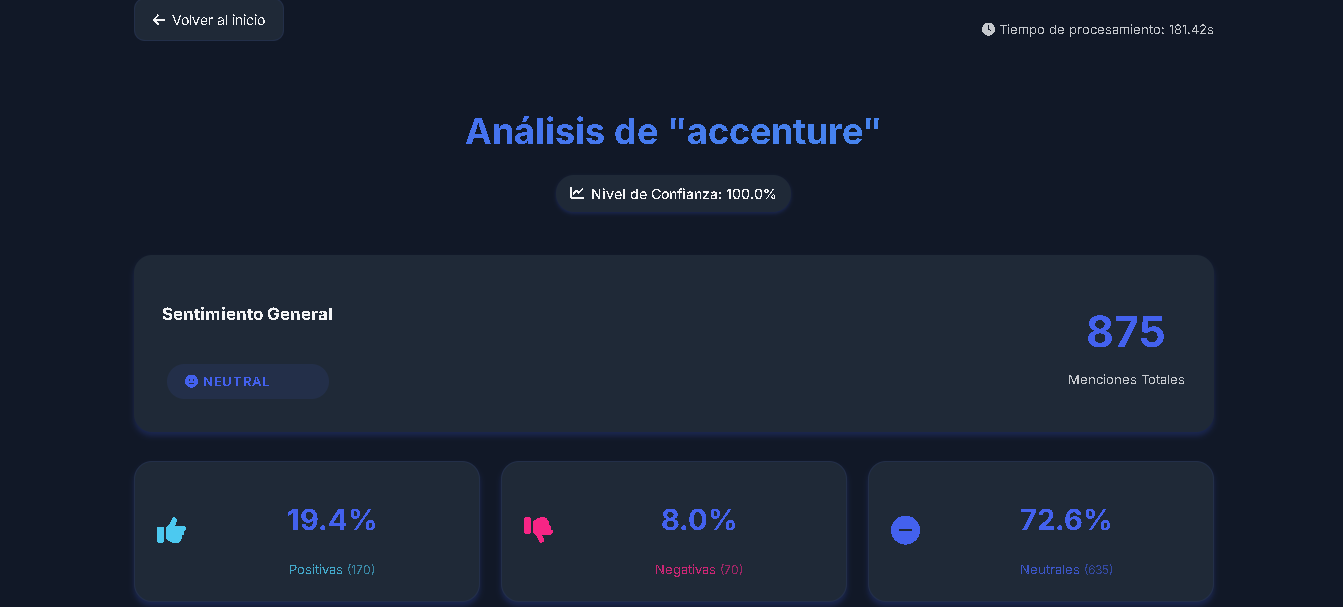 Volver al inicio
Tiempo de procesamiento: 181.42s
Análisis de "accenture"
Nivel de Confianza: 100.0%
Sentimiento General
875
Menciones Totales
NEUTRAL
19.4%
Positivas (170)
8.0%
Negativas (70)
72.6%
Neutrales (635)